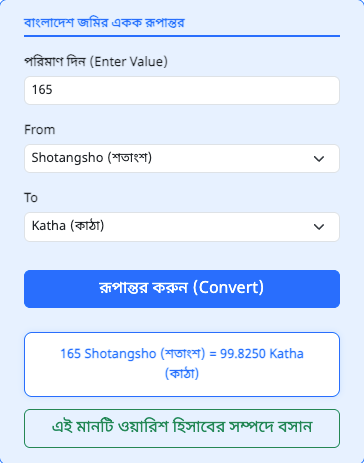 বাংলাদেশ জমির একক রূপান্তর
পরিমাণ দিন (Enter Value)
165
From
Shotangsho (শতাংশ)
To
Katha (কাঠা)
রূপান্তর করুন (Convert)
165 Shotangsho (শতাংশ) = 99.8250 Katha
(কাঠা)
এই মানটি ওয়ারিশ হিসাবের সম্পদে বসান